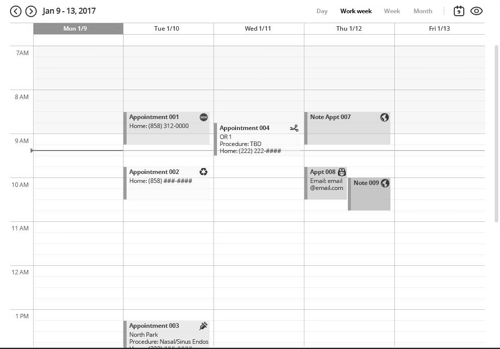 Jan 9 - 13, 2017
Day Work week Week Month
9
Mon 1/9 Tue 1/10 Wed 1/11 Thu 1/12 Fri 1/13
7AM
8 AM
Appointment 001
Home: (858) 312-0000
Note Appt 007
Appointment 004
OR 1
Procedure: TBD
Home: (222) 222-####
9 AM
Appointment 002
Home: (858) ###-####
Appt 008
Email: email
@email.com
Note 009
10 AM
11 AM
12 AM
1 PM
Appointment 003
North Park
Procedure: Nasal/Sinus Endos